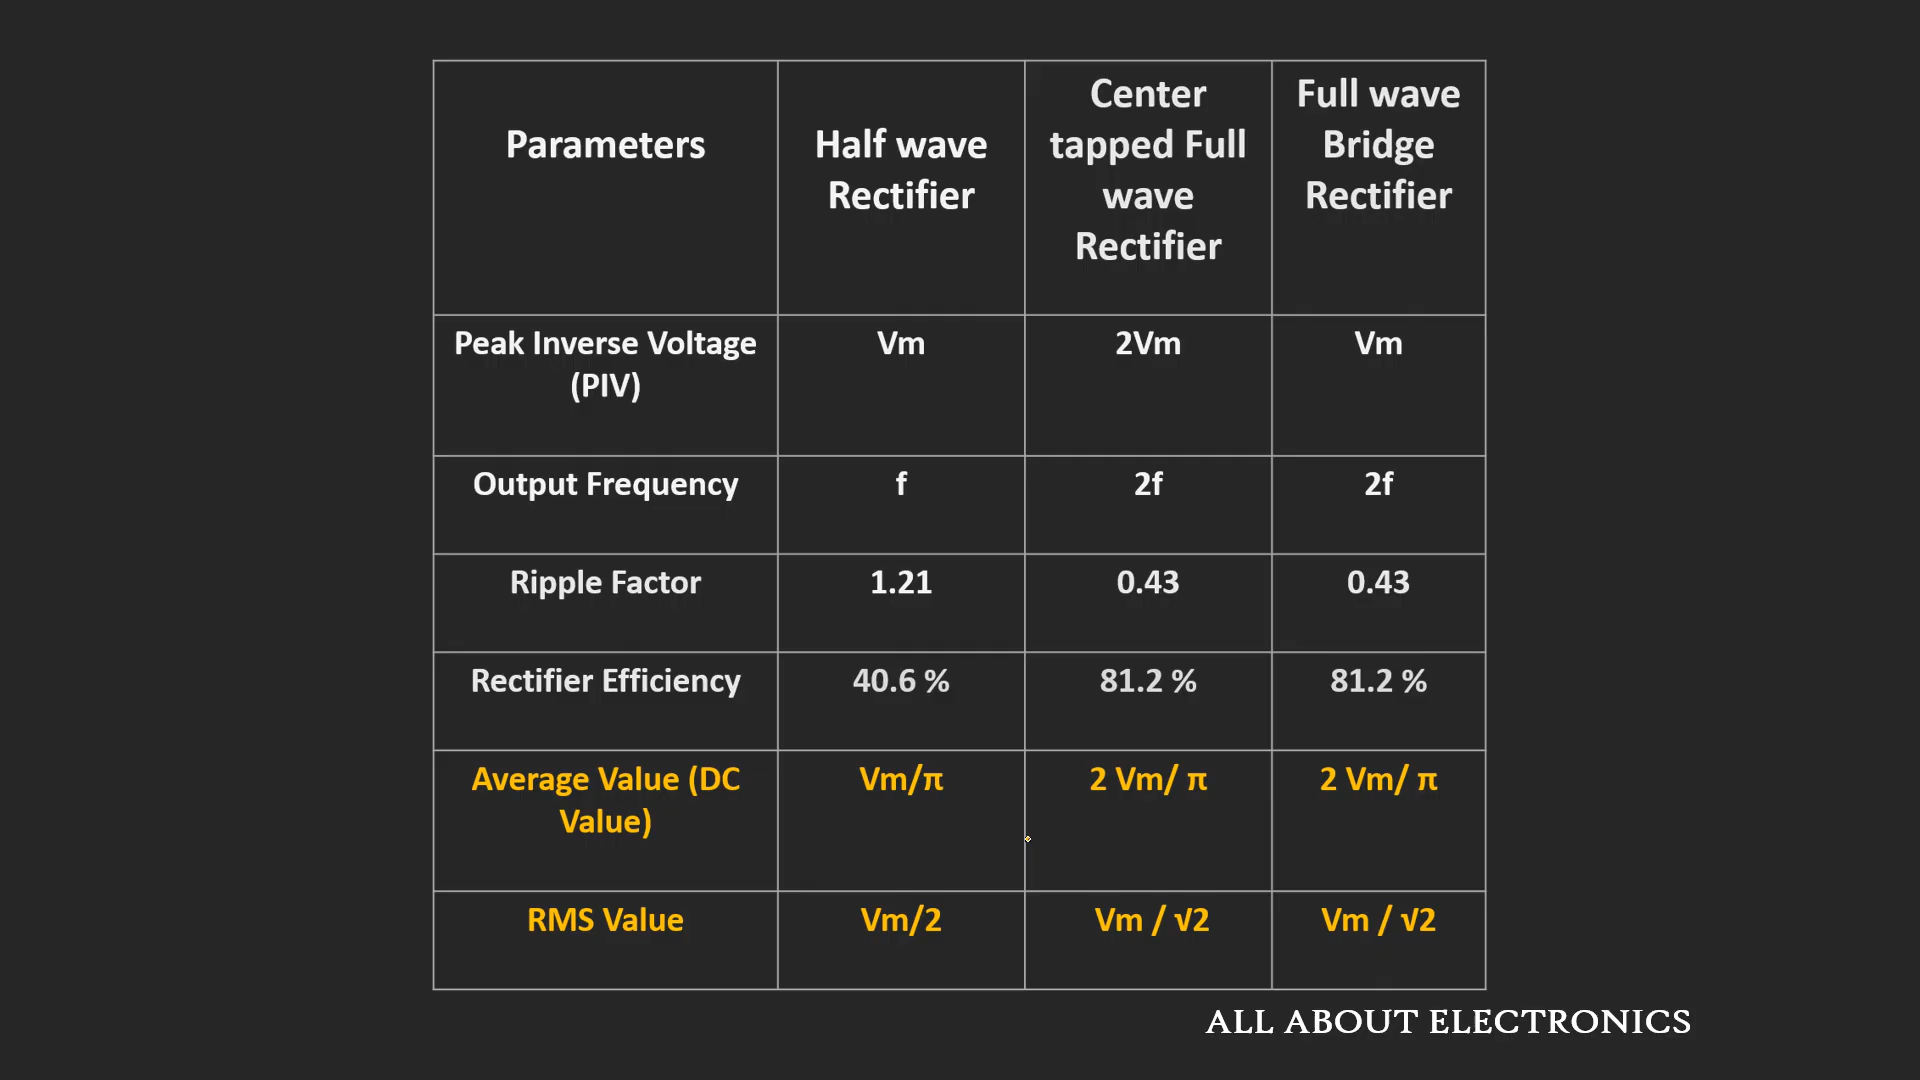 Parameters
Half wave
Rectifier
Center
tapped Full
wave
Rectifier
Full wave
Bridge
Rectifier
Peak Inverse Voltage
(PIV)
Vm
2Vm
Vm
Output Frequency
f
2f
2f
Ripple Factor
1.21
0.43
0.43
Rectifier Efficiency
40.6 %
81.2 %
81.2 %
Average Value (DC
Value)
Vm/π
2 Vm/ π
2 Vm/ π
RMS Value
Vm/2
Vm / √2
Vm / √2
ALL ABOUT ELECTRONICS